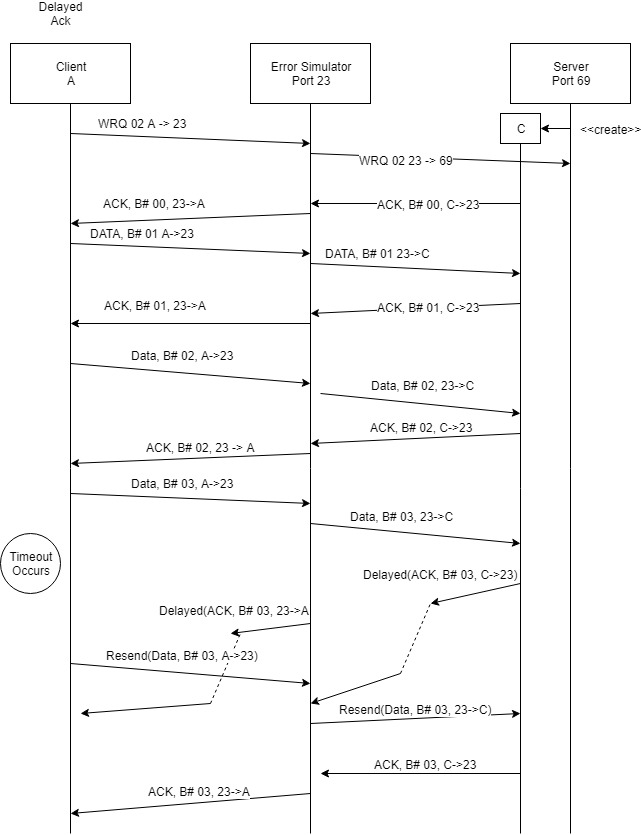 Delayed
Ack
Client
A
Error Simulator
Port 23
Server
Port 69
C
<<create>>
WRQ 02 A -> 23
WRQ 02 23 -> 69
ACK, B# 00, 23->A
ACK, B# 00, C->23
DATA, B# 01 A->23
DATA, B# 01 23->C
ACK, B# 01, 23->A
ACK, B# 01, C->23
Data, B# 02, A->23
Data, B# 02, 23->C
ACK, B# 02, C->23
ACK, B# 02, 23 -> A
Data, B# 03, A->23
Data, B# 03, 23->C
Timeout
Occurs
Delayed(ACK, B# 03, C->23)
Delayed(ACK, B# 03, 23->A
Resend(Data, B# 03, A->23)
Resend(Data, B# 03, 23->C)
ACK, B# 03, C->23
ACK, B# 03, 23->A